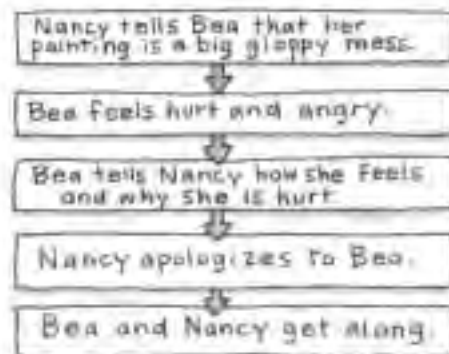 Nancy tells Bea that her
painting is a big gloppy mess.
Bea feels hurt and angry.
Bea tells Nancy how she feels
and why she is hurt
Nancy apologizes to Bea.
Bea and Nancy get along.